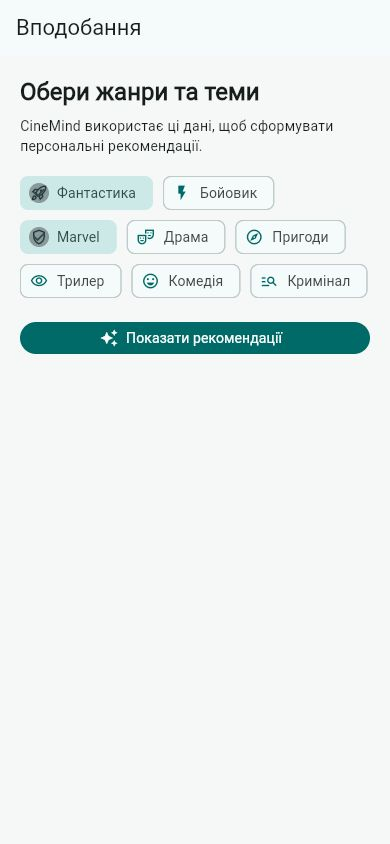 Вподобання
Обери жанри та теми
CineMind використає ці дані, щоб сформувати
персональні рекомендації.
Фантастика Бойовик
Marvel Драма Пригоди
Трилер Комедія Кримінал
Показати рекомендації